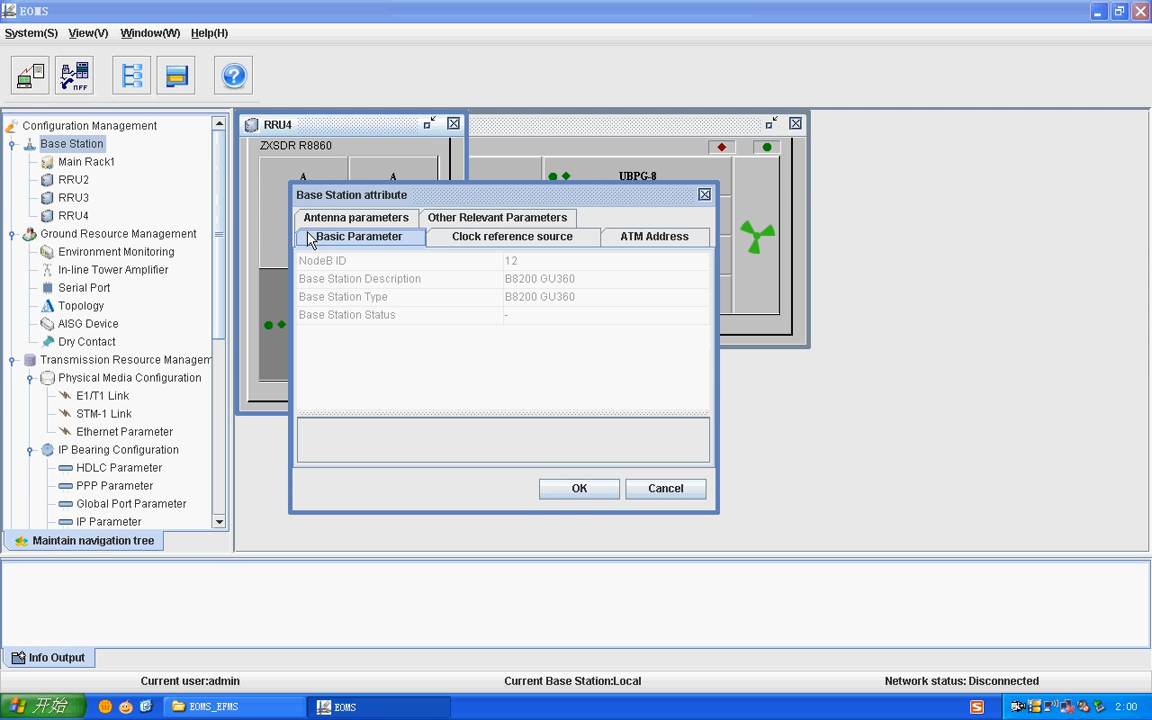 EOMS
System(S) View(V) Window(W) Help(H)
OFF
Configuration Management
Base Station
Main Rack1
RRU2
RRU3
RRU4
Ground Resource Management
Environment Monitoring
In-line Tower Amplifier
Serial Port
Topology
AISG Device
Dry Contact
Transmission Resource Managem
Physical Media Configuration
E1/T1 Link
STM-1 Link
Ethernet Parameter
IP Bearing Configuration
HDLC Parameter
PPP Parameter
Global Port Parameter
IP Parameter
Maintain navigation tree
RRU4
ZXSDR R8860
A A
UBPG-8
Base Station attribute
Antenna parameters Other Relevant Parameters
Basic Parameter Clock reference source ATM Address
NodeB ID 12
Base Station Description B8200 GU360
Base Station Type B8200 GU360
Base Station Status -
OK Cancel
Info Output
Current user:admin Current Base Station:Local Network status: Disconnected
开始 EOMS_EFMS EOMS 2:00